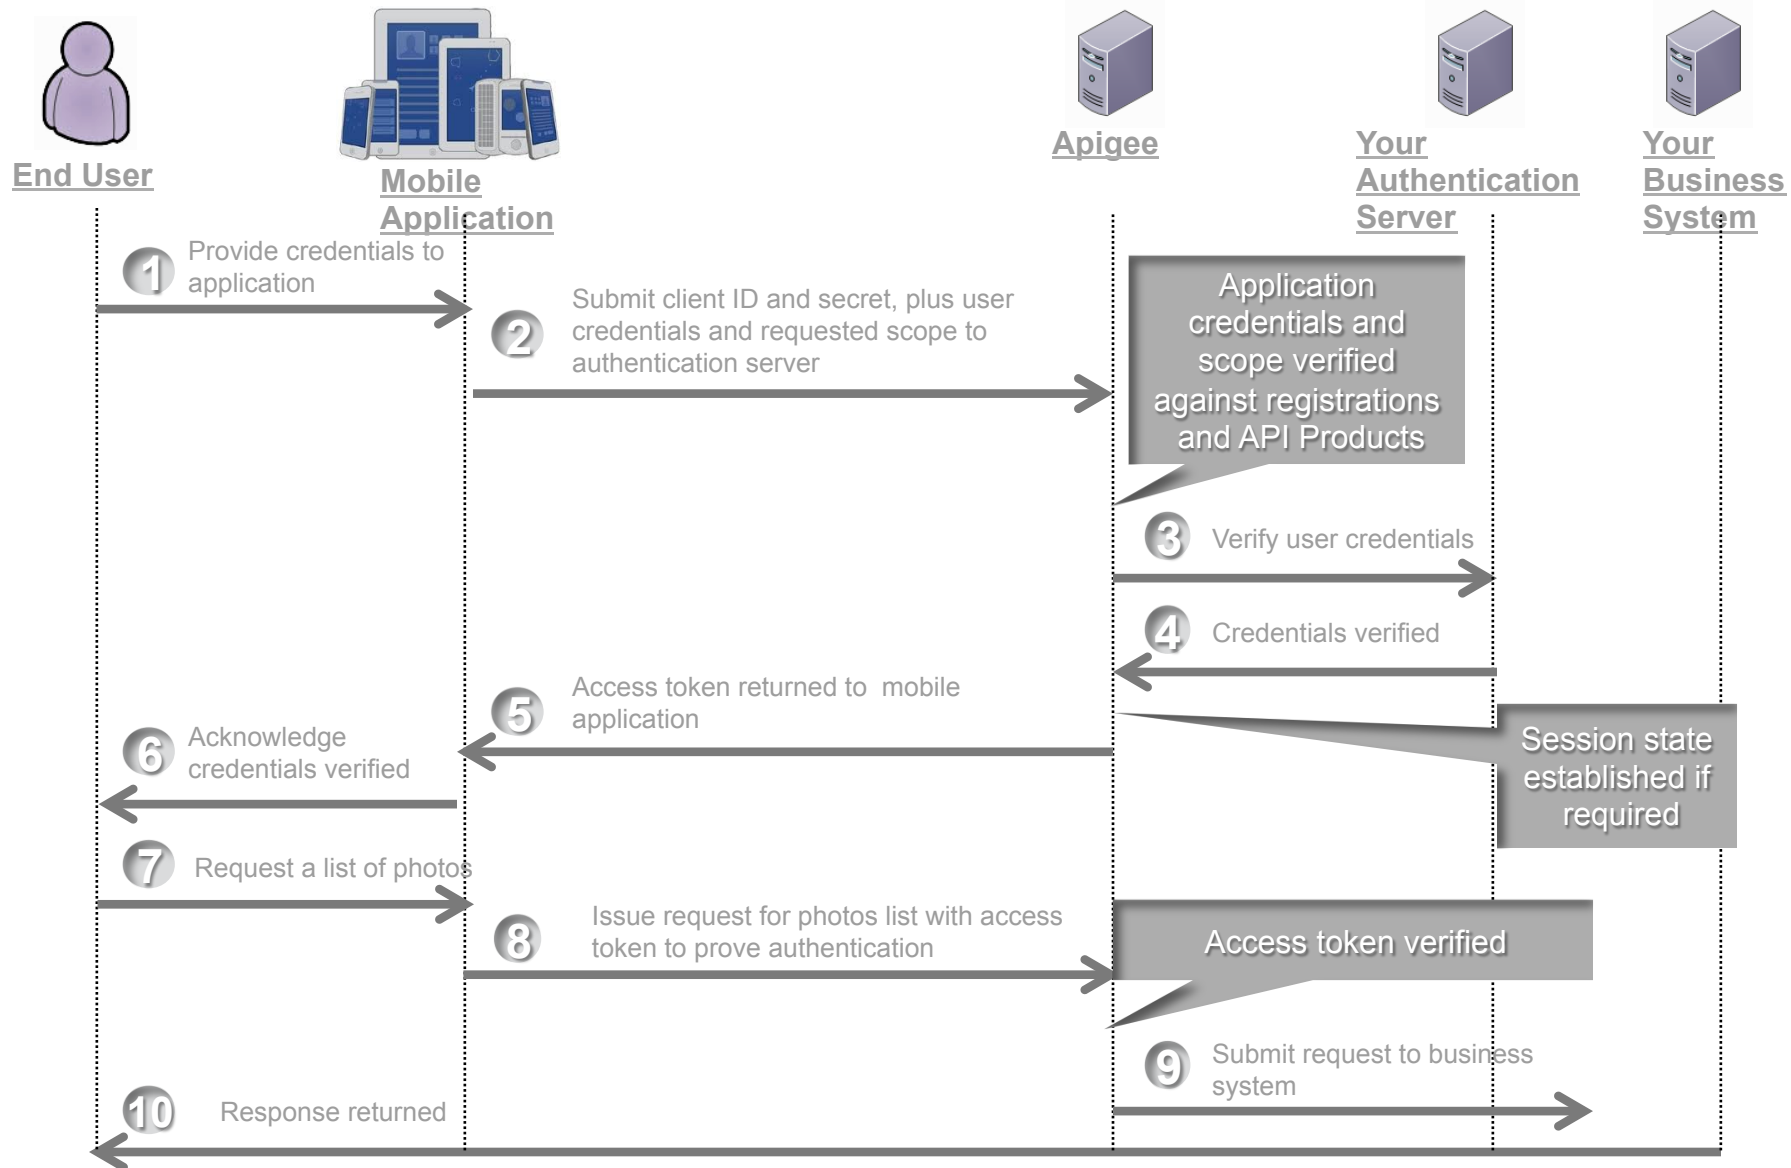 End User
Mobile
Application
Apigee
Your
Authentication
Server
Your
Business
System
1
Provide credentials to
application
2
Submit client ID and secret, plus user
credentials and requested scope to
authentication server
Application
credentials and
scope verified
against registrations
and API Products
3
Verify user credentials
4
Credentials verified
5
Access token returned to  mobile
application
Session state
established if
required
6
Acknowledge
credentials verified
7
Request a list of photos
8
Issue request for photos list with access
token to prove authentication
Access token verified
9
Submit request to business
system
10
Response returned